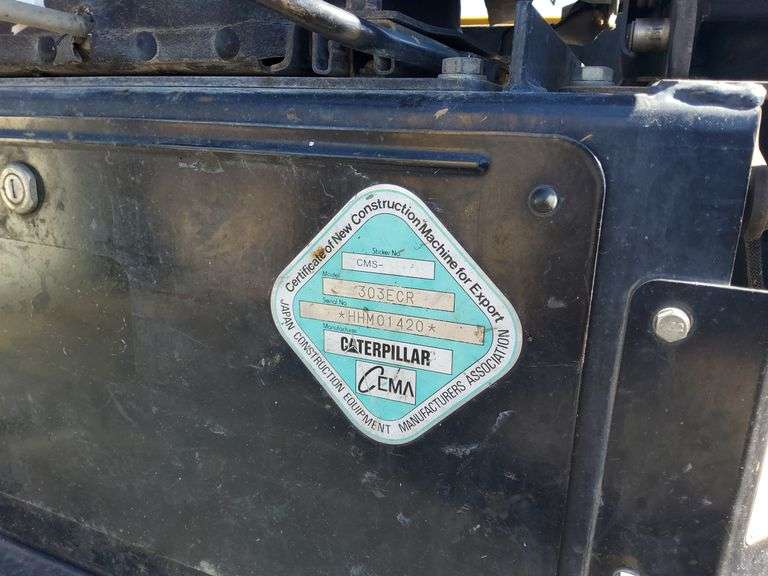 Certificate of New Construction Machine for Export
Sticker No.
CMS-
Model
303ECR
Serial No.
*HHM01420*
Manufacturer
CATERPILLAR
CEMA
JAPAN CONSTRUCTION EQUIPMENT MANUFACTURERS ASSOCIATION